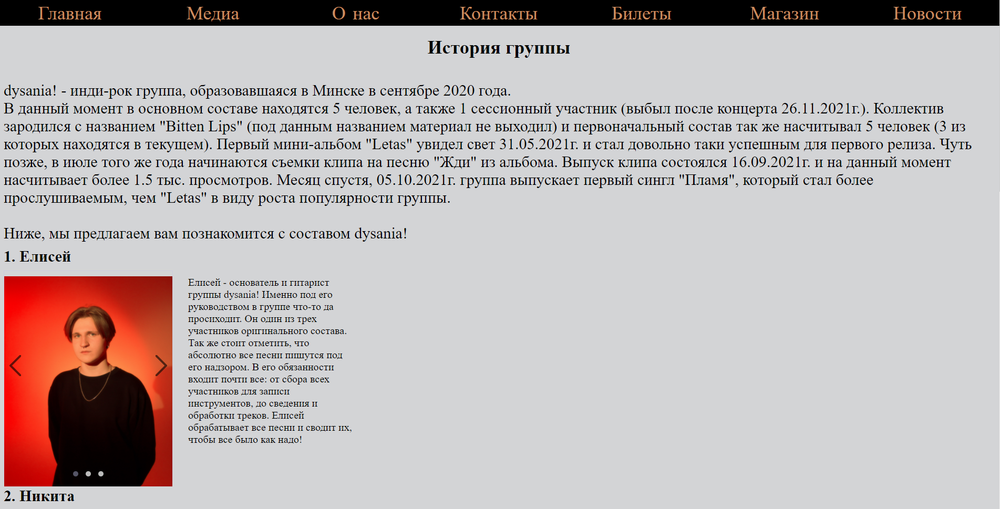 Главная Медиа О нас Контакты Билеты Магазин Новости
История группы
dysania! - инди-рок группа, образовавшаяся в Минске в сентябре 2020 года.
В данный момент в основном составе находятся 5 человек, а также 1 сессионный участник (выбыл после концерта 26.11.2021г.). Коллектив
зародился с названием "Bitten Lips" (под данным названием материал не выходил) и первоначальный состав так же насчитывал 5 человек (3 из
которых находятся в текущем). Первый мини-альбом "Letas" увидел свет 31.05.2021г. и стал довольно таки успешным для первого релиза. Чуть
позже, в июле того же года начинаются съемки клипа на песню "Жди" из альбома. Выпуск клипа состоялся 16.09.2021г. и на данный момент
насчитывает более 1.5 тыс. просмотров. Месяц спустя, 05.10.2021г. группа выпускает первый сингл "Пламя", который стал более
прослушиваемым, чем "Letas" в виду роста популярности группы.
Ниже, мы предлагаем вам познакомится с составом dysania!
1. Елисей
Елисей - основатель и гитарист
группы dysania! Именно под его
руководством в группе что-то да
просиходит. Он один из трех
участников оригинального состава.
Так же стоит отметить, что
абсолютно все песни пишутся под
его надзором. В его обязанности
входит почти все: от сбора всех
участников для записи
инструментов, до сведения и
обработки треков. Елисей
обрабатывает все песни и сводит их,
чтобы все было как надо!
2. Никита